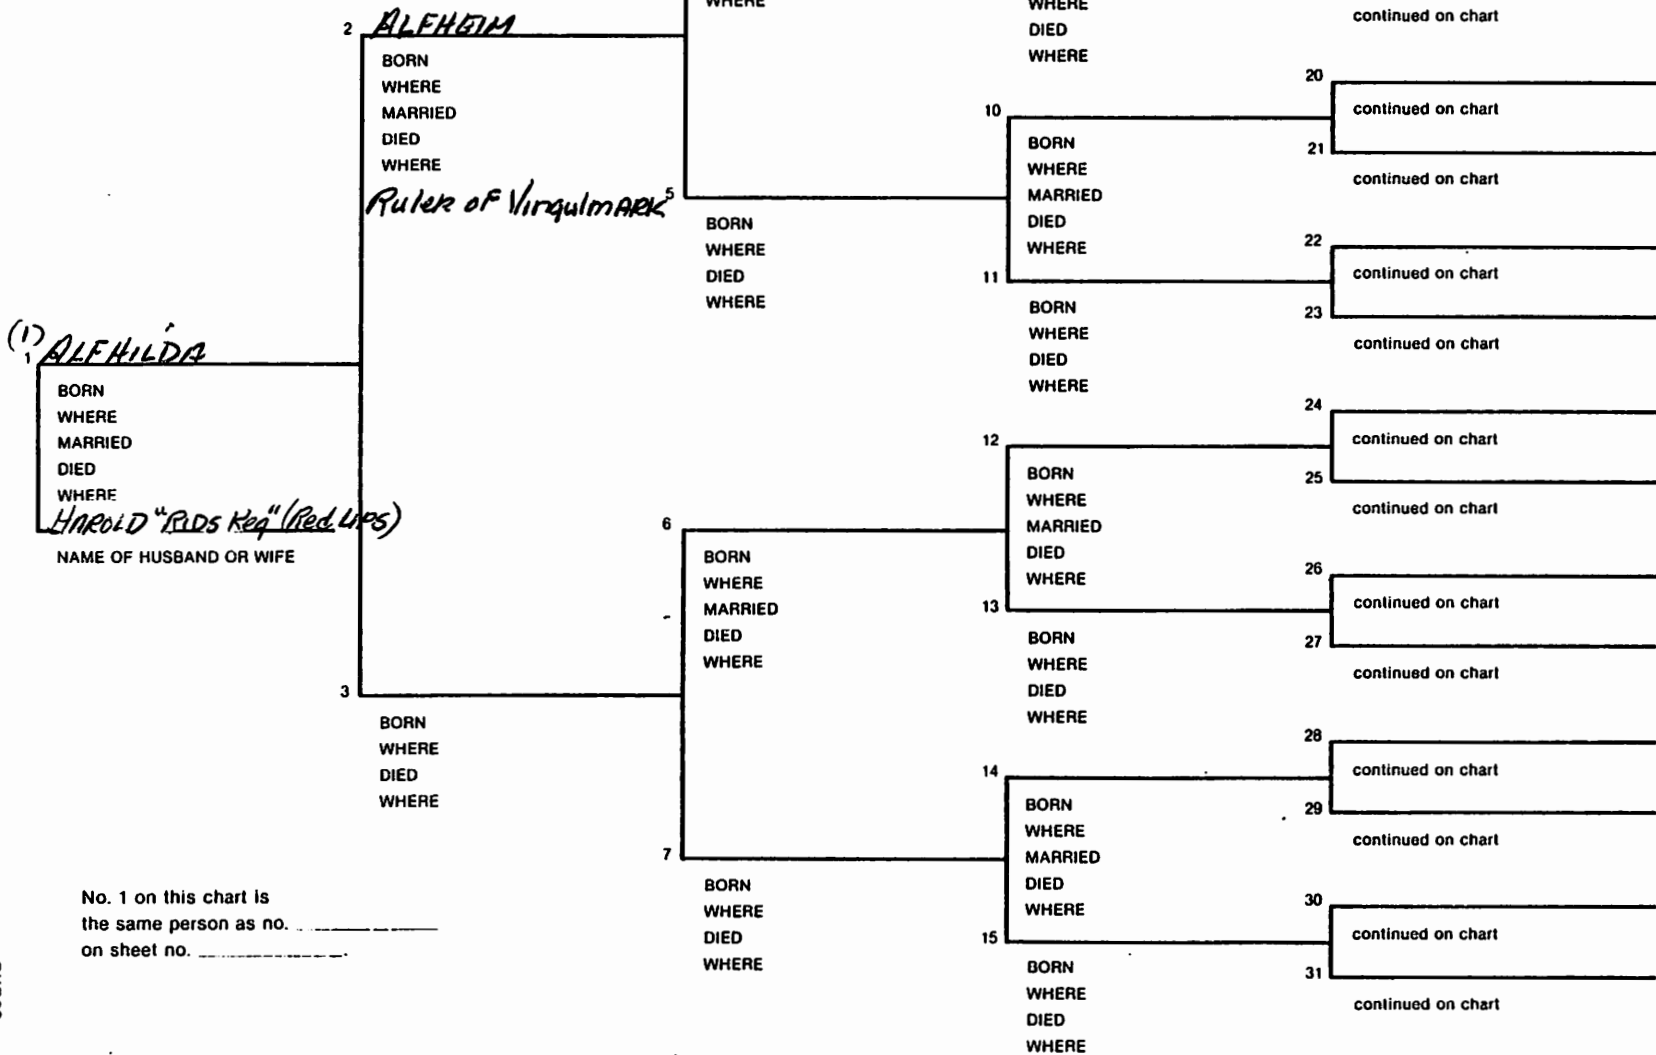 WHERE
2 ALFHEIM
BORN
WHERE
MARRIED
DIED
WHERE
Ruler of Vingulmark
(1)
1 ALFHILDA
BORN
WHERE
MARRIED
DIED
WHERE
HAROLD "RIDS Keg" (Red Lips)
NAME OF HUSBAND OR WIFE
3
BORN
WHERE
DIED
WHERE
No. 1 on this chart is
the same person as no.
on sheet no.
5
BORN
WHERE
DIED
WHERE
6
BORN
WHERE
MARRIED
DIED
WHERE
7
BORN
WHERE
DIED
WHERE
WHERE
DIED
WHERE
10
BORN
WHERE
MARRIED
DIED
WHERE
11
BORN
WHERE
DIED
WHERE
12
BORN
WHERE
MARRIED
DIED
WHERE
13
BORN
WHERE
DIED
WHERE
14
BORN
WHERE
MARRIED
DIED
WHERE
15
BORN
WHERE
DIED
WHERE
continued on chart
20
continued on chart
21
continued on chart
22
continued on chart
23
continued on chart
24
continued on chart
25
continued on chart
26
continued on chart
27
continued on chart
28
continued on chart
29
continued on chart
30
continued on chart
31
continued on chart